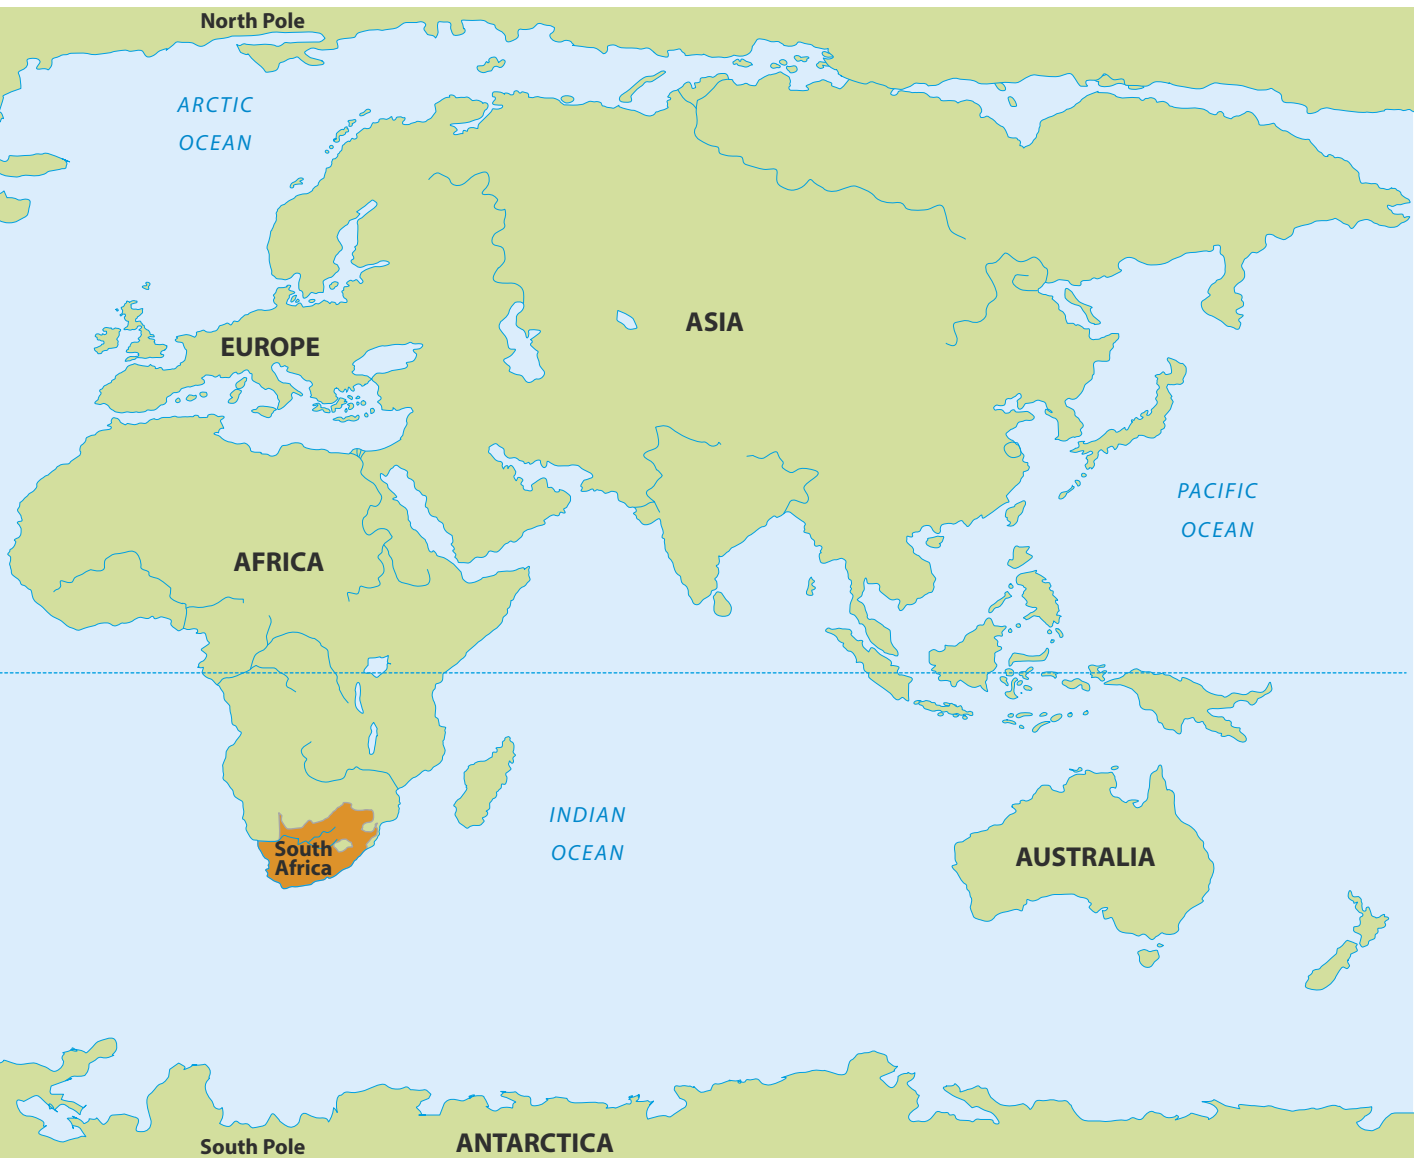 North Pole
ARCTIC
OCEAN
ASIA
EUROPE
PACIFIC
OCEAN
AFRICA
INDIAN
OCEAN
South
Africa
AUSTRALIA
South Pole
ANTARCTICA